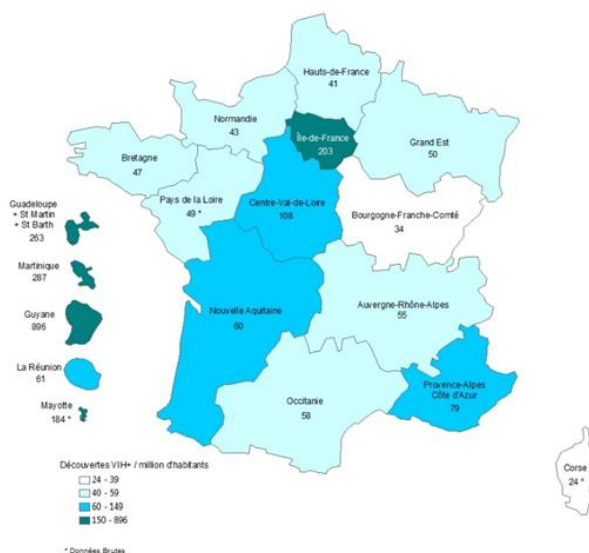 Hauts-de-France
41
Normandie
43
Île-de-France
203
Grand Est
50
Bretagne
47
Pays de la Loire
49 *
Centre-Val-de-Loire
108
Bourgogne-Franche-Comté
34
Guadeloupe
+ St Martin
+ St Barth
263
Martinique
287
Guyane
896
La Réunion
61
Mayotte
184 *
Nouvelle Aquitaine
60
Auvergne-Rhône-Alpes
55
Occitanie
58
Provence-Alpes
Côte d'Azur
79
Corse
24 *
Découvertes VIH+ / million d'habitants
24 - 39
40 - 59
60 - 149
150 - 896
* Données Brutes